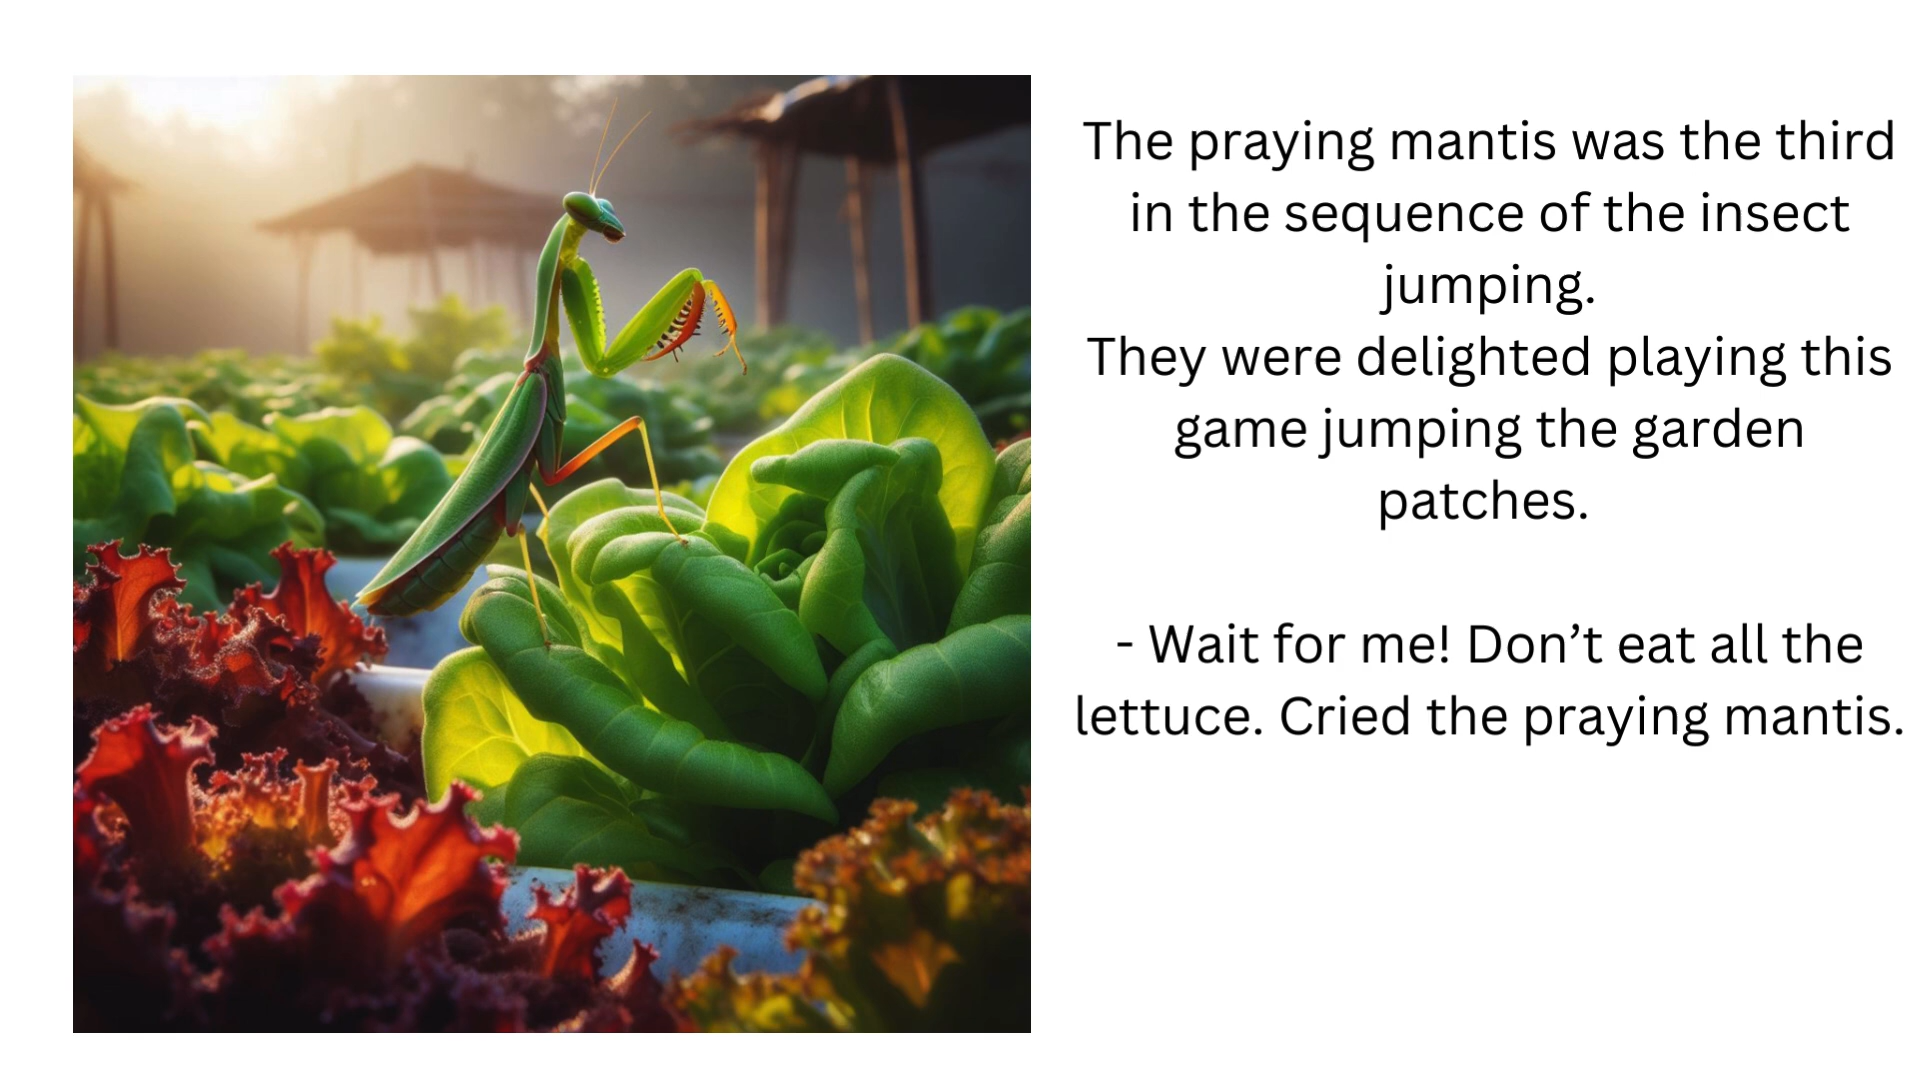 The praying mantis was the third
in the sequence of the insect
jumping.
They were delighted playing this
game jumping the garden
patches.
- Wait for me! Don’t eat all the
lettuce. Cried the praying mantis.